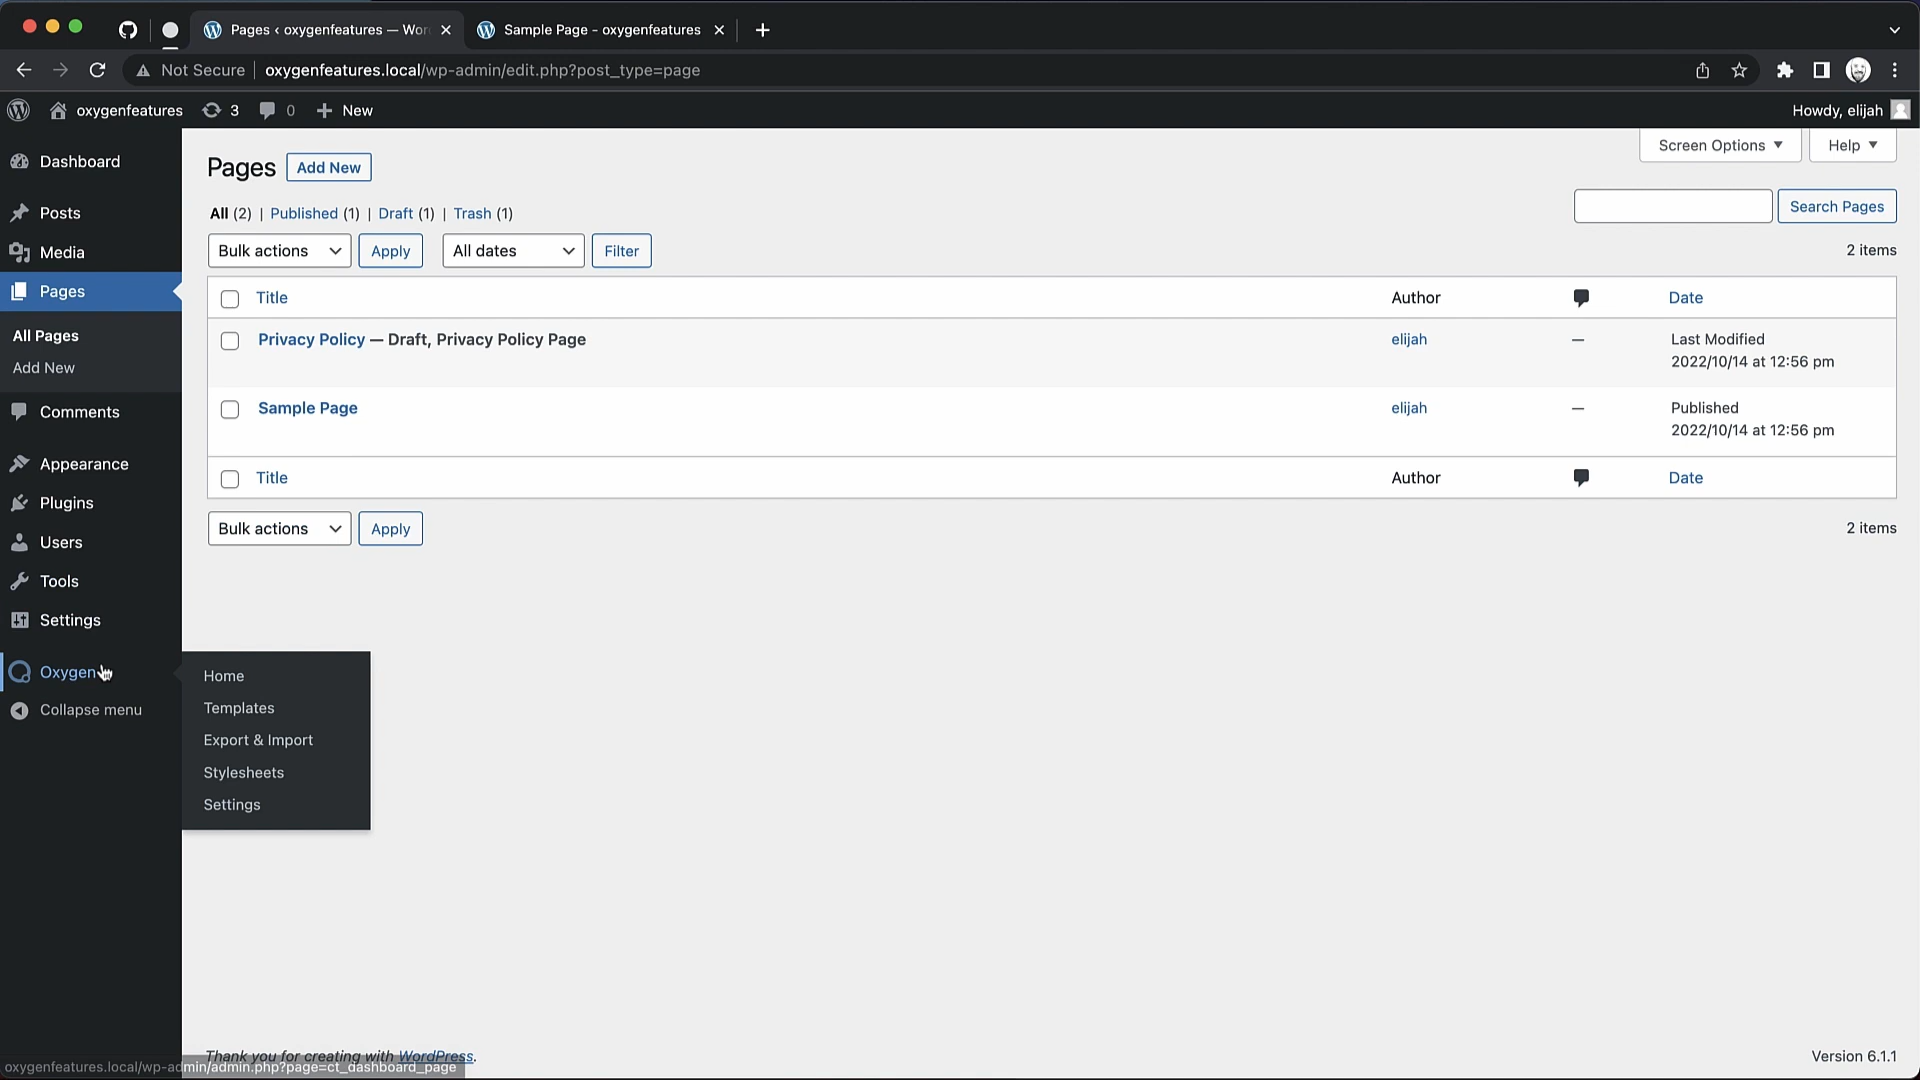 Pages ‹ oxygenfeatures — Wor
Sample Page - oxygenfeatures
Not Secure
oxygenfeatures.local/wp-admin/edit.php?post_type=page
oxygenfeatures
3
0
New
Howdy, elijah
Dashboard
Posts
Media
Pages
All Pages
Add New
Comments
Appearance
Plugins
Users
Tools
Settings
Oxygen
Collapse menu
Home
Templates
Export & Import
Stylesheets
Settings
Pages
Add New
Screen Options
Help
All (2) | Published (1) | Draft (1) | Trash (1)
Search Pages
Bulk actions
Apply
All dates
Filter
2 items
Title
Author
Date
Privacy Policy — Draft, Privacy Policy Page
elijah
—
Last Modified
2022/10/14 at 12:56 pm
Sample Page
elijah
—
Published
2022/10/14 at 12:56 pm
Title
Author
Date
Bulk actions
Apply
2 items
Thank you for creating with WordPress.
Version 6.1.1
oxygenfeatures.local/wp-admin/admin.php?page=ct_dashboard_page